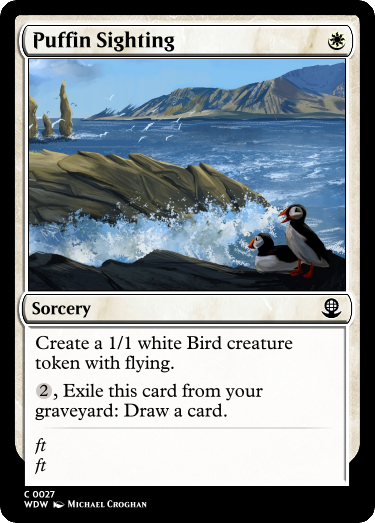 Puffin Sighting
Sorcery
Create a 1/1 white Bird creature
token with flying.
2, Exile this card from your
graveyard: Draw a card.
ft
ft
C 0027
WDW Michael Croghan